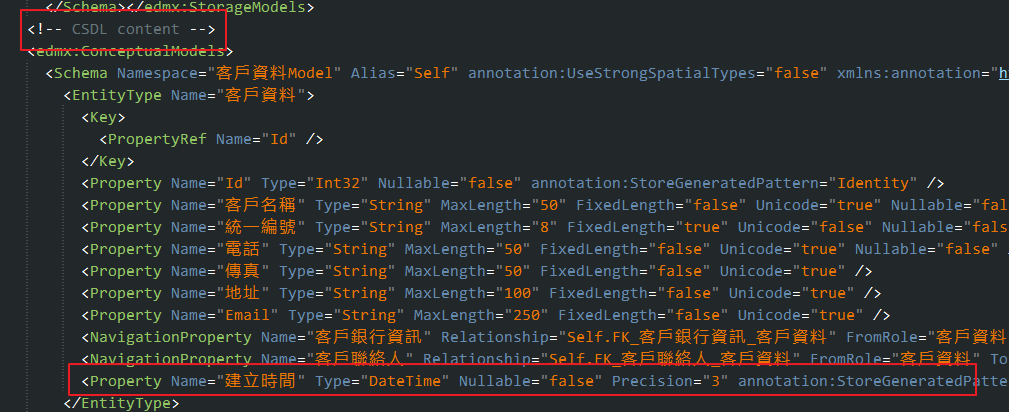 </Schema></edmx:StorageModels>
<!-- CSDL content -->
<edmx:ConceptualModels>
<Schema Namespace="客戶資料Model" Alias="Self" annotation:UseStrongSpatialTypes="false" xmlns:annotation="h
<EntityType Name="客戶資料">
<Key>
<PropertyRef Name="Id" />
</Key>
<Property Name="Id" Type="Int32" Nullable="false" annotation:StoreGeneratedPattern="Identity" />
<Property Name="客戶名稱" Type="String" MaxLength="50" FixedLength="false" Unicode="true" Nullable="fal
<Property Name="統一編號" Type="String" MaxLength="8" FixedLength="true" Unicode="false" Nullable="fals
<Property Name="電話" Type="String" MaxLength="50" FixedLength="false" Unicode="true" Nullable="false"
<Property Name="傳真" Type="String" MaxLength="50" FixedLength="false" Unicode="true" />
<Property Name="地址" Type="String" MaxLength="100" FixedLength="false" Unicode="true" />
<Property Name="Email" Type="String" MaxLength="250" FixedLength="false" Unicode="true" />
<NavigationProperty Name="客戶銀行資訊" Relationship="Self.FK_客戶銀行資訊_客戶資料" FromRole="客戶資料
<NavigationProperty Name="客戶聯絡人" Relationship="Self.FK_客戶聯絡人_客戶資料" FromRole="客戶資料" To
<Property Name="建立時間" Type="DateTime" Nullable="false" Precision="3" annotation:StoreGeneratedPatte
</EntityType>